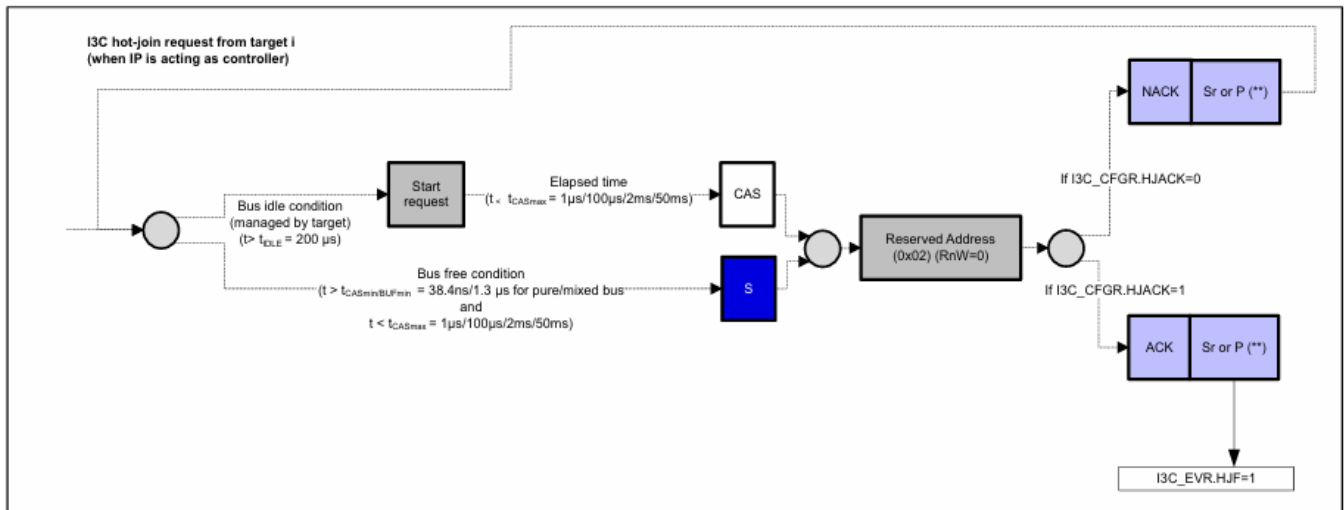 I3C hot-join request from target i
(when IP is acting as controller)
NACK
Sr or P (**)
If I3C_CFGR.HJACK=0
Start
request
Elapsed time
(t < tCASmax = 1µs/100µs/2ms/50ms)
CAS
Bus idle condition
(managed by target)
(t> tIDLE = 200 µs)
Reserved Address
(0x02) (RnW=0)
Bus free condition
(t > tCASmin/BUFmin = 38.4ns/1.3 µs for pure/mixed bus
and
t < tCASmax = 1µs/100µs/2ms/50ms)
S
If I3C_CFGR.HJACK=1
ACK
Sr or P (**)
I3C_EVR.HJF=1